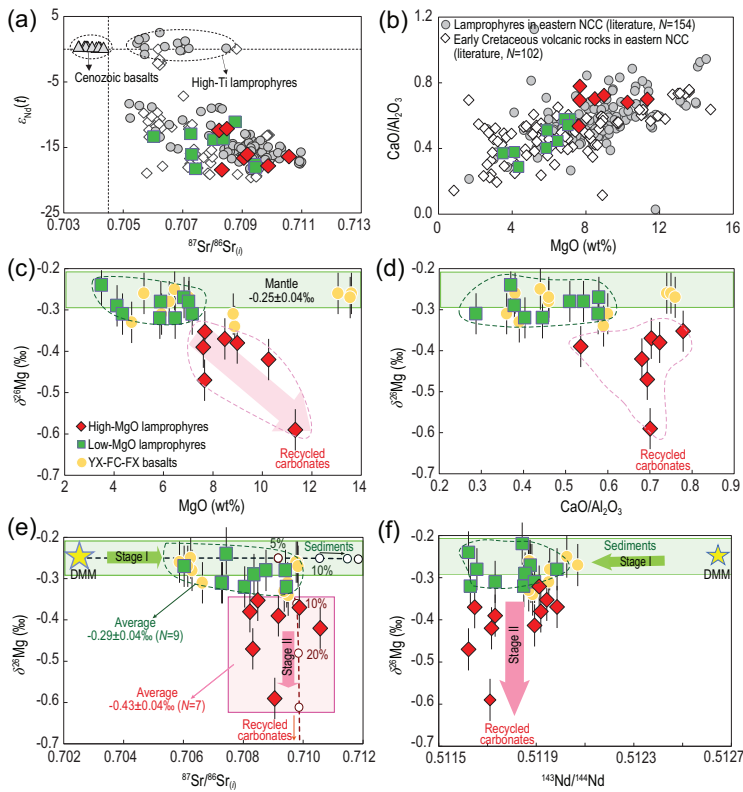 (a)
5
-5
-15
-25
εNd(t)
Cenozoic basalts
High-Ti lamprophyres
0.703 0.705 0.707 0.709 0.711 0.713
87Sr/86Sr(i)
(b)
1.2
0.8
0.4
0.0
CaO/Al2O3
Lamprophyres in eastern NCC (literature, N=154)
Early Cretaceous volcanic rocks in eastern NCC
(literature, N=102)
0 4 8 12 16
MgO (wt%)
(c)
-0.2
-0.3
-0.4
-0.5
-0.6
-0.7
δ26Mg (‰)
Mantle
-0.25±0.04‰
High-MgO lamprophyres
Low-MgO lamprophyres
YX-FC-FX basalts
Recycled
carbonates
2 4 6 8 10 12 14
MgO (wt%)
(d)
-0.2
-0.3
-0.4
-0.5
-0.6
-0.7
δ26Mg (‰)
Recycled
carbonates
0.2 0.3 0.4 0.5 0.6 0.7 0.8 0.9
CaO/Al2O3
(e)
-0.2
-0.3
-0.4
-0.5
-0.6
-0.7
δ26Mg (‰)
5%
Sediments
Stage I
DMM
10%
10%
Average
-0.29±0.04‰ (N=9)
Stage II
20%
Average
-0.43±0.04‰ (N=7)
Recycled
carbonates
0.702 0.704 0.706 0.708 0.710 0.712
87Sr/86Sr(i)
(f)
-0.2
-0.3
-0.4
-0.5
-0.6
-0.7
δ26Mg (‰)
Sediments
Stage I
DMM
Stage II
Recycled
carbonates
0.5115 0.5119 0.5123 0.5127
143Nd/144Nd